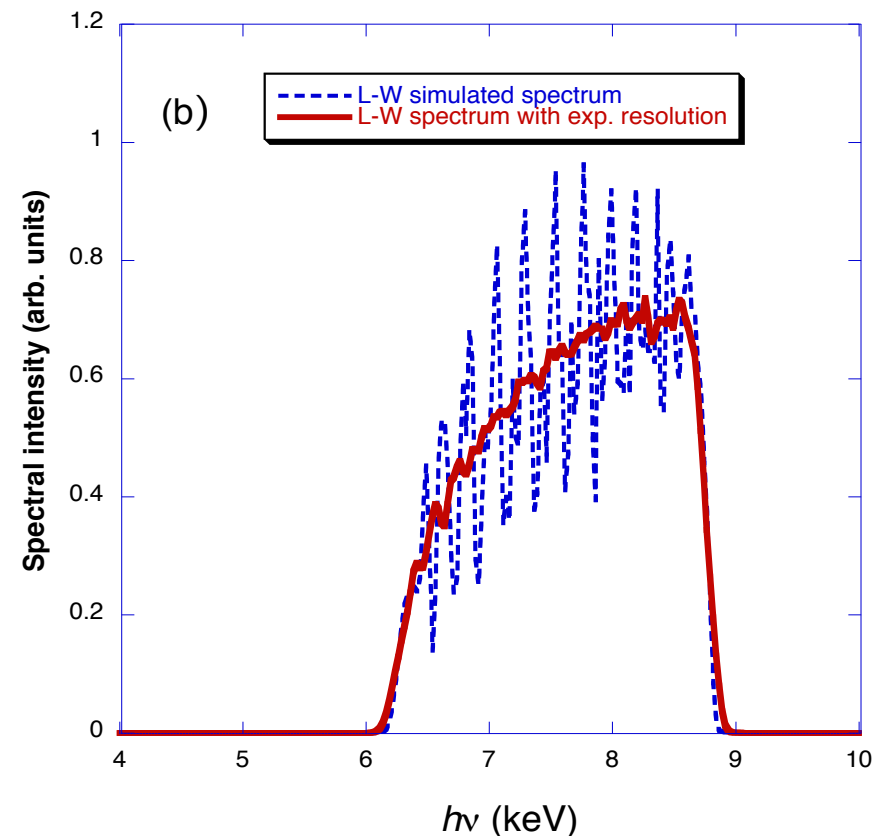 1.2
1
0.8
0.6
0.4
0.2
0
Spectral intensity (arb. units)
(b)
L-W simulated spectrum
L-W spectrum with exp. resolution
4 5 6 7 8 9 10
hν (keV)